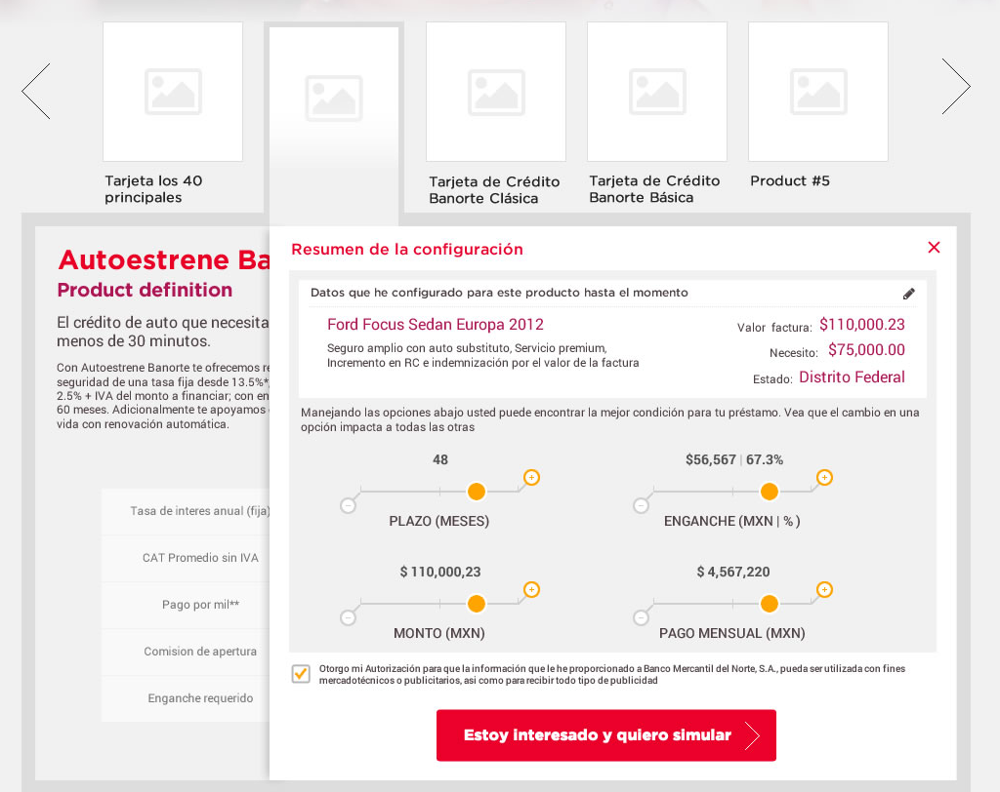 Tarjeta los 40
principales
Tarjeta de Crédito
Banorte Clásica
Tarjeta de Crédito
Banorte Básica
Product #5
Autoestrene Ba
Product definition
El crédito de auto que necesita
menos de 30 minutos.
Con Autoestrene Banorte te ofrecemos
seguridad de una tasa fija desde 13.5%*
2.5% + IVA del monto a financiar; con en
60 meses. Adicionalmente te apoyamos
vida con renovación automática.
Tasa de interes anual (fija)
CAT Promedio sin IVA
Pago por mil**
Comision de apertura
Enganche requerido
Resumen de la configuración
Datos que he configurado para este producto hasta el momento
Ford Focus Sedan Europa 2012
Seguro amplio con auto substituto, Servicio premium,
Incremento en RC e indemnización por el valor de la factura
Valor factura: $110,000.23
Necesito: $75,000.00
Estado: Distrito Federal
Manejando las opciones abajo usted puede encontrar la mejor condición para tu préstamo. Vea que el cambio en una
opción impacta a todas las otras
48
PLAZO (MESES)
$56,567 | 67.3%
ENGANCHE (MXN | % )
$ 110,000,23
MONTO (MXN)
$ 4,567,220
PAGO MENSUAL (MXN)
Otorgo mi Autorización para que la información que le he proporcionado a Banco Mercantil del Norte, S.A., pueda ser utilizada con fines
mercadotécnicos o publicitarios, asi como para recibir todo tipo de publicidad
Estoy interesado y quiero simular